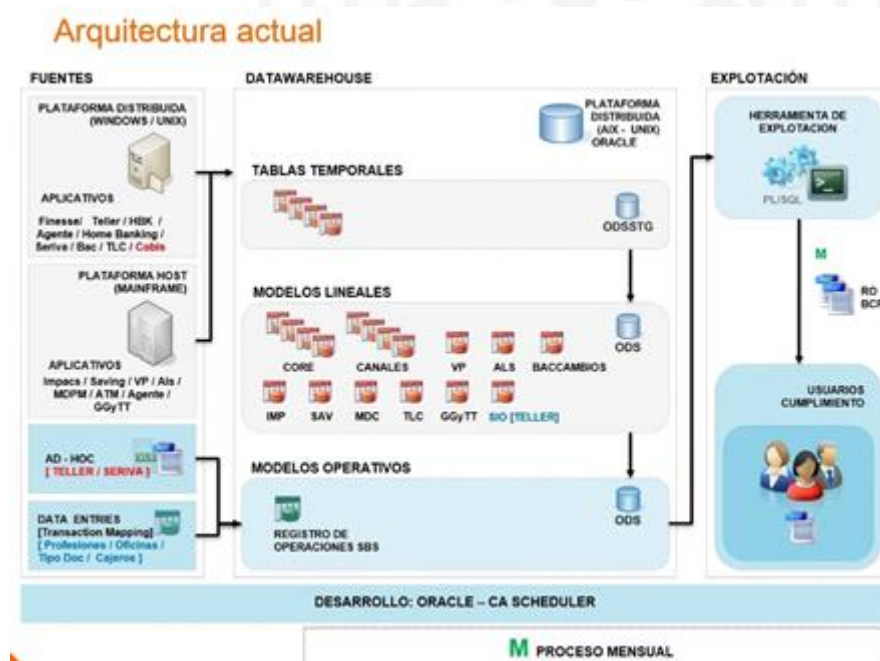 Arquitectura actual
FUENTES
PLATAFORMA DISTRIBUIDA
(WINDOWS / UNIX)
APLICATIVOS
Finesse/ Teller / HBK /
Agente / Home Banking /
Seriva / Bac / TLC / Cobis
PLATAFORMA HOST
(MAINFRAME)
APLICATIVOS
Impacs / Saving / VP / Als /
MDPM / ATM / Agente /
GGyTT
AD - HOC
[ TELLER / SERIVA ]
DATA ENTRIES
[Transaction Mapping]
[ Profesiones / Oficinas /
Tipo Doc / Cajeros ]
DATAWAREHOUSE
PLATAFORMA
DISTRIBUIDA
(AIX - UNIX)
ORACLE
TABLAS TEMPORALES
ODSSTG
MODELOS LINEALES
ODS
CORE CANALES VP ALS BACCAMBIOS
IMP SAV MDC TLC GGyTT SIO [TELLER]
MODELOS OPERATIVOS
REGISTRO DE
OPERACIONES SBS
ODS
EXPLOTACIÓN
HERRAMIENTA DE
EXPLOTACION
PL/SQL
M
RO
USUARIOS
CUMPLIMIENTO
DESARROLLO: ORACLE – CA SCHEDULER
M PROCESO MENSUAL